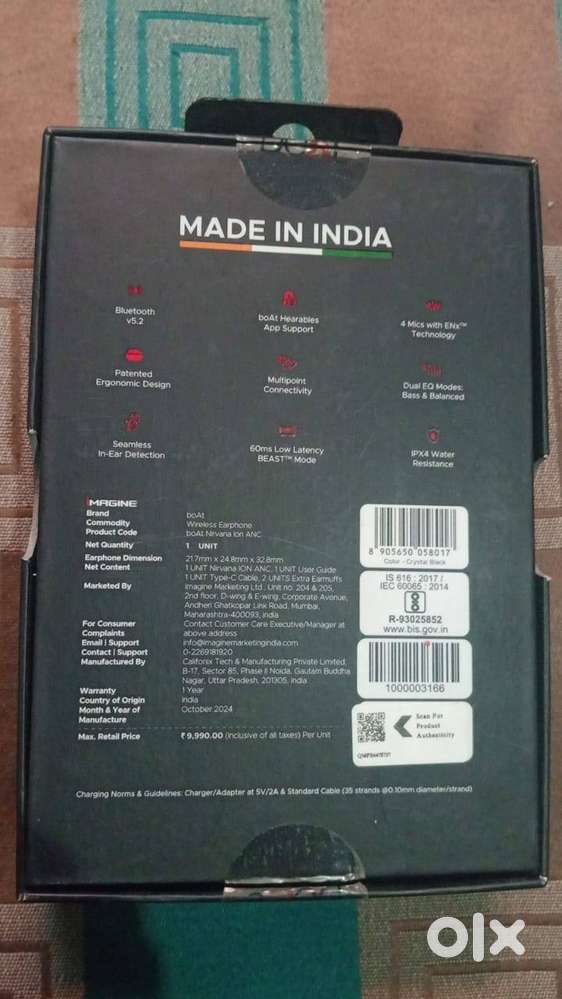 boAt
MADE IN INDIA
Bluetooth
v5.2
boAt Hearables
App Support
4 Mics with ENx™
Technology
Patented
Ergonomic Design
Multipoint
Connectivity
Dual EQ Modes:
Bass & Balanced
Seamless
In-Ear Detection
60ms Low Latency
BEAST™ Mode
IPX4 Water
Resistance
IMAGINE
Brand boAt
Commodity Wireless Earphone
Product Code boAt Nirvana Ion ANC
Net Quantity 1 UNIT
Earphone Dimension 21.7mm x 24.8mm x 32.8mm
Net Content 1 UNIT Nirvana ION ANC, 1 UNIT User Guide
1 UNIT Type-C Cable, 2 UNITS Extra Earmuffs
Marketed By Imagine Marketing Ltd., Unit no. 204 & 205,
2nd floor, D-wing & E-wing, Corporate Avenue,
Andheri Ghatkopar Link Road, Mumbai,
Maharashtra-400093, India
For Consumer Contact Customer Care Executive/Manager at
Complaints above address
Email | Support info@imaginemarketingindia.com
Contact | Support 0-2269181920
Manufactured By Califonix Tech & Manufacturing Private Limited,
B-17, Sector 85, Phase II Noida, Gautam Buddha
Nagar, Uttar Pradesh, 201305, India
Warranty 1 Year
Country of Origin India
Month & Year of October 2024
Manufacture
Max. Retail Price ₹ 9,990.00 (Inclusive of all taxes) Per Unit
8 905650 058017
Color - Crystal Black
IS 616 : 2017 /
IEC 60065 : 2014
R-93025852
www.bis.gov.in
1000003166
Scan For
Product
Authenticity
Charging Norms & Guidelines: Charger/Adapter at 5V/2A & Standard Cable (35 strands @0.10mm diameter/strand)
olx